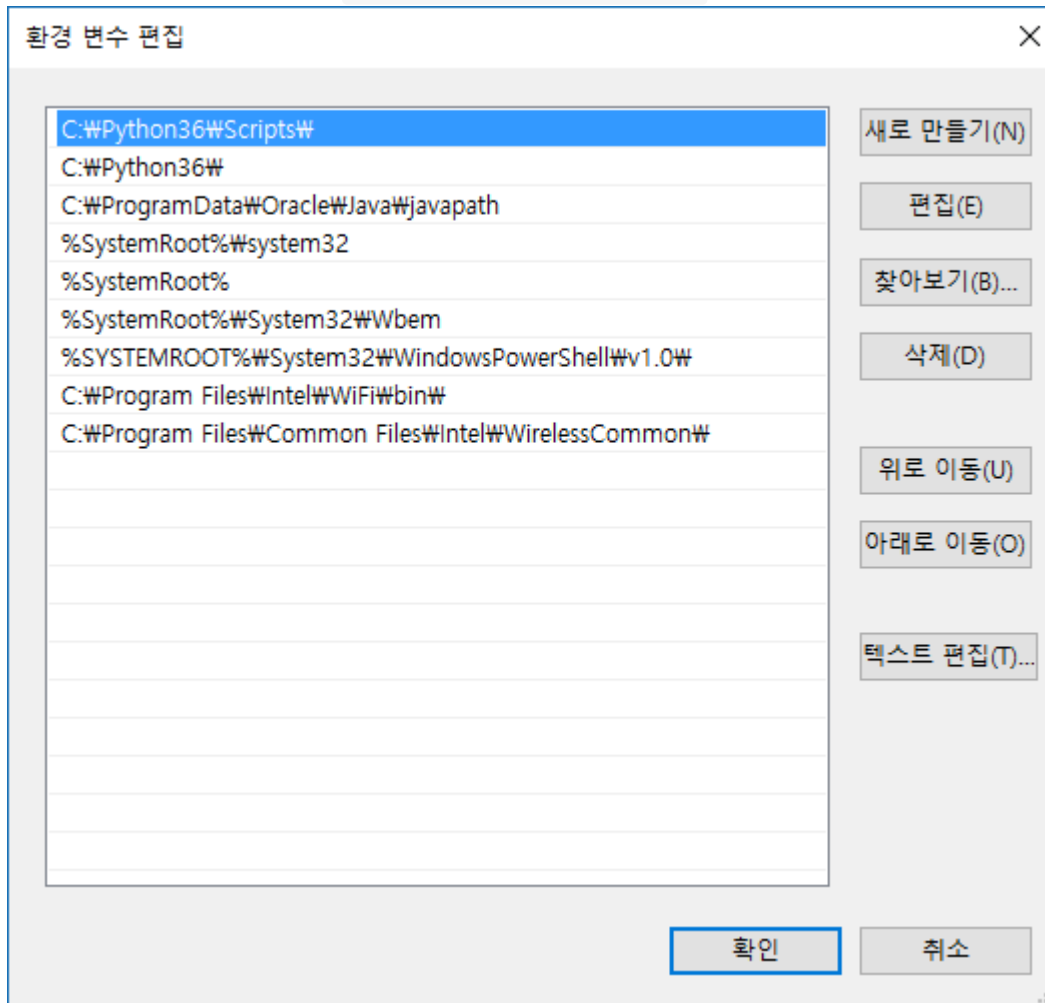 환경 변수 편집
C:₩Python36₩Scripts₩
C:₩Python36₩
C:₩ProgramData₩Oracle₩Java₩javapath
%SystemRoot%₩system32
%SystemRoot%
%SystemRoot%₩System32₩Wbem
%SYSTEMROOT%₩System32₩WindowsPowerShell₩v1.0₩
C:₩Program Files₩Intel₩WiFi₩bin₩
C:₩Program Files₩Common Files₩Intel₩WirelessCommon₩
새로 만들기(N)
편집(E)
찾아보기(B)...
삭제(D)
위로 이동(U)
아래로 이동(O)
텍스트 편집(T)...
확인
취소